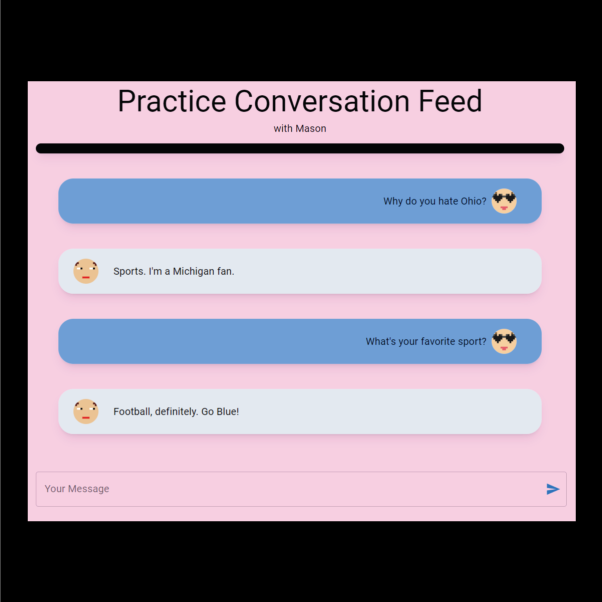 Practice Conversation Feed
with Mason
Why do you hate Ohio?
Sports. I'm a Michigan fan.
What's your favorite sport?
Football, definitely. Go Blue!
Your Message